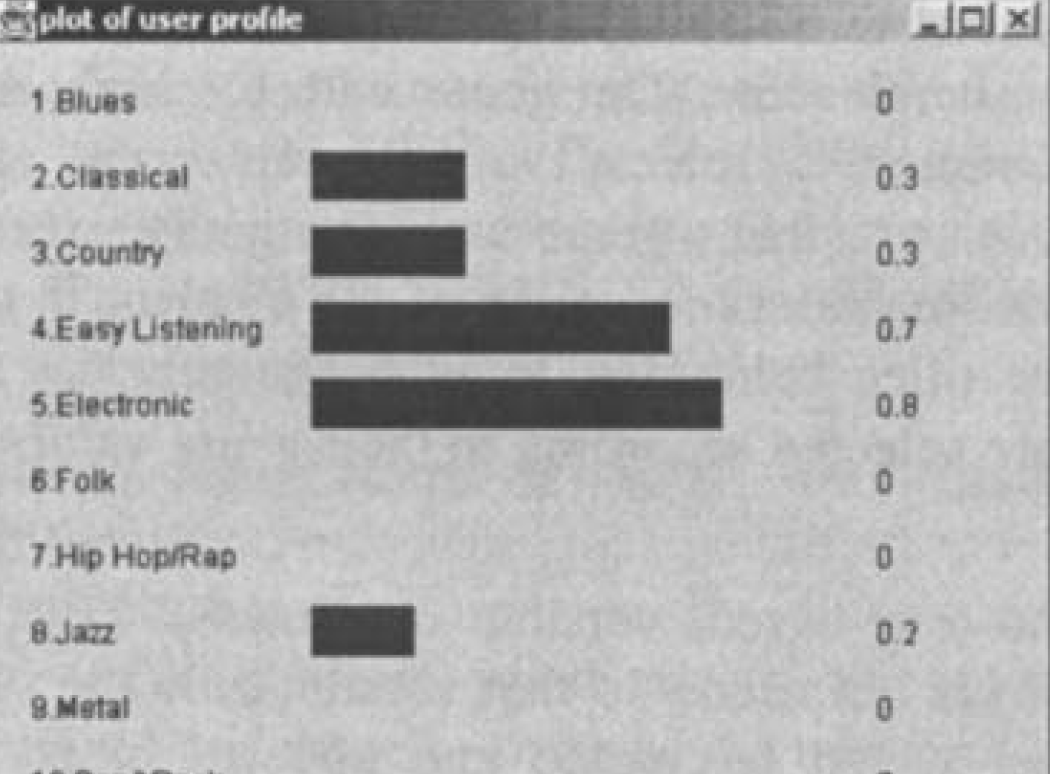 plot of user profile
1.Blues 0
2.Classical 0.3
3.Country 0.3
4.Easy Listening 0.7
5.Electronic 0.8
6.Folk 0
7.Hip Hop/Rap 0
8.Jazz 0.2
9.Metal 0